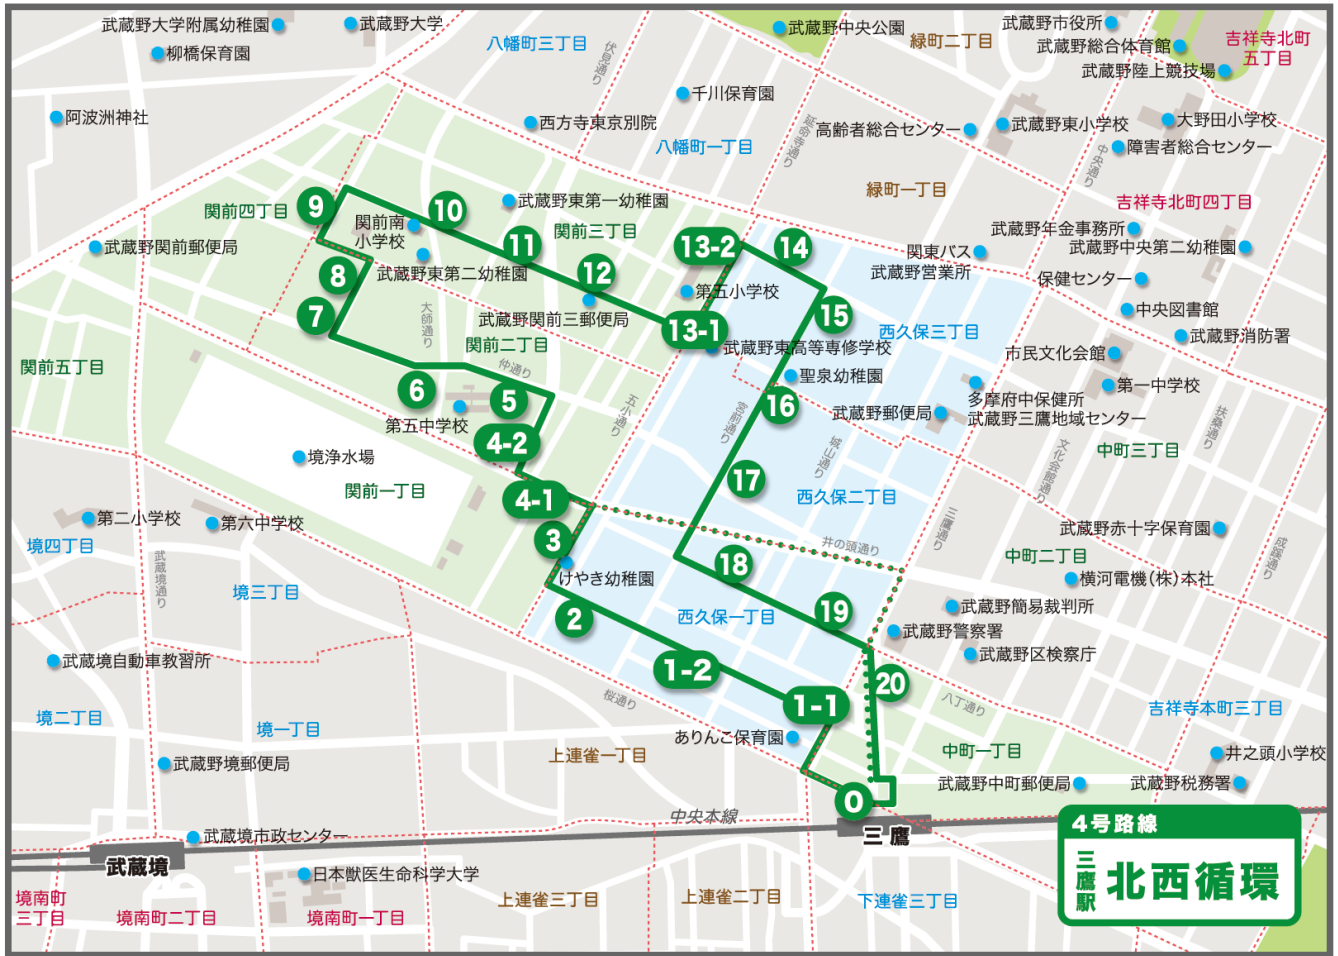 武蔵野大学附属幼稚園
武蔵野大学
柳橋保育園
八幡町三丁目
伏見通り
武蔵野中央公園
緑町二丁目
武蔵野市役所
武蔵野総合体育館
武蔵野陸上競技場
吉祥寺北町
五丁目
阿波洲神社
西方寺東京別院
千川保育園
八幡町一丁目
延命寺通り
高齢者総合センター
武蔵野東小学校
大野田小学校
障害者総合センター
中央通り
緑町一丁目
吉祥寺北町四丁目
関前四丁目
9
10
関前南
小学校
武蔵野東第一幼稚園
関前三丁目
11
12
13-2
14
武蔵野年金事務所
武蔵野中央第二幼稚園
関東バス
武蔵野営業所
保健センター
武蔵野関前郵便局
8
武蔵野東第二幼稚園
第五小学校
中央図書館
7
大師通り
武蔵野関前三郵便局
13-1
15
西久保三丁目
武蔵野消防署
関前二丁目
武蔵野東高等専修学校
市民文化会館
関前五丁目
仲通り
聖泉幼稚園
第一中学校
多摩府中保健所
武蔵野三鷹地域センター
6
5
五小通り
宮前通り
16
武蔵野郵便局
扶桑通り
第五中学校
4-2
城山通り
文化会館通り
中町三丁目
境浄水場
関前一丁目
17
西久保二丁目
4-1
第二小学校
第六中学校
三鷹通り
武蔵野赤十字保育園
境四丁目
3
井の頭通り
中町二丁目
成蹊通り
武蔵境通り
けやき幼稚園
18
横河電機(株)本社
境三丁目
2
西久保一丁目
19
武蔵野簡易裁判所
武蔵野警察署
武蔵野区検察庁
武蔵境自動車教習所
1-2
20
境二丁目
桜通り
1-1
八丁通り
吉祥寺本町三丁目
境一丁目
上連雀一丁目
ありんこ保育園
中町一丁目
井之頭小学校
武蔵野境郵便局
武蔵野中町郵便局
武蔵野税務署
0
中央本線
三鷹
武蔵境市政センター
武蔵境
4号路線
三鷹駅
北西循環
日本獣医生命科学大学
境南町
三丁目
境南町二丁目
境南町一丁目
上連雀三丁目
上連雀二丁目
下連雀三丁目